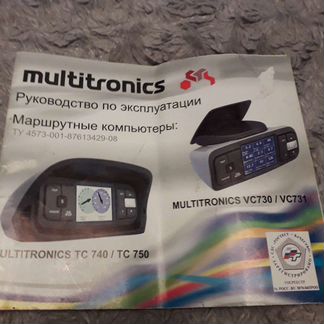 multitronics
Руководство по эксплуатации
Маршрутные компьютеры:
ТУ 4573-001-87613429-08
MULTITRONICS VC730 / VC731
ULTITRONICS TC 740 / TC 750
ГОСРЕЕСТР